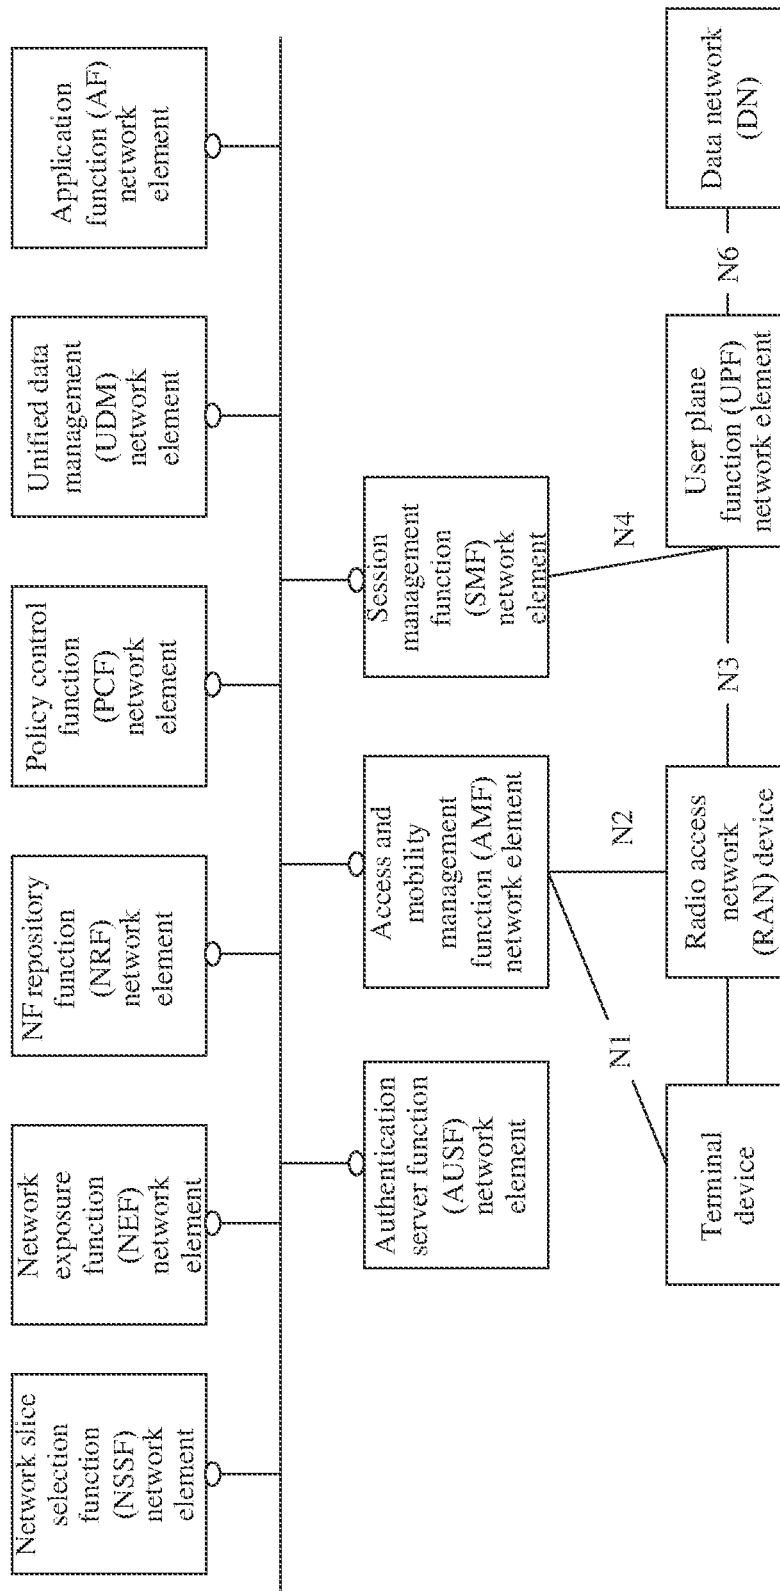 Network slice
selection
function
(NSSF)
network
element
Network
exposure
function
(NEF)
network
element
NF repository
function
(NRF)
network
element
Policy control
function
(PCF)
network
element
Unified data
management
(UDM)
network
element
Application
function (AF)
network
element
Authentication
server function
(AUSF)
network
element
Access and
mobility
management
function (AMF)
network element
Session
management
function
(SMF)
network
element
N1
N2
N4
Terminal
device
Radio access
network
(RAN) device
N3
User plane
function (UPF)
network element
N6
Data network
(DN)